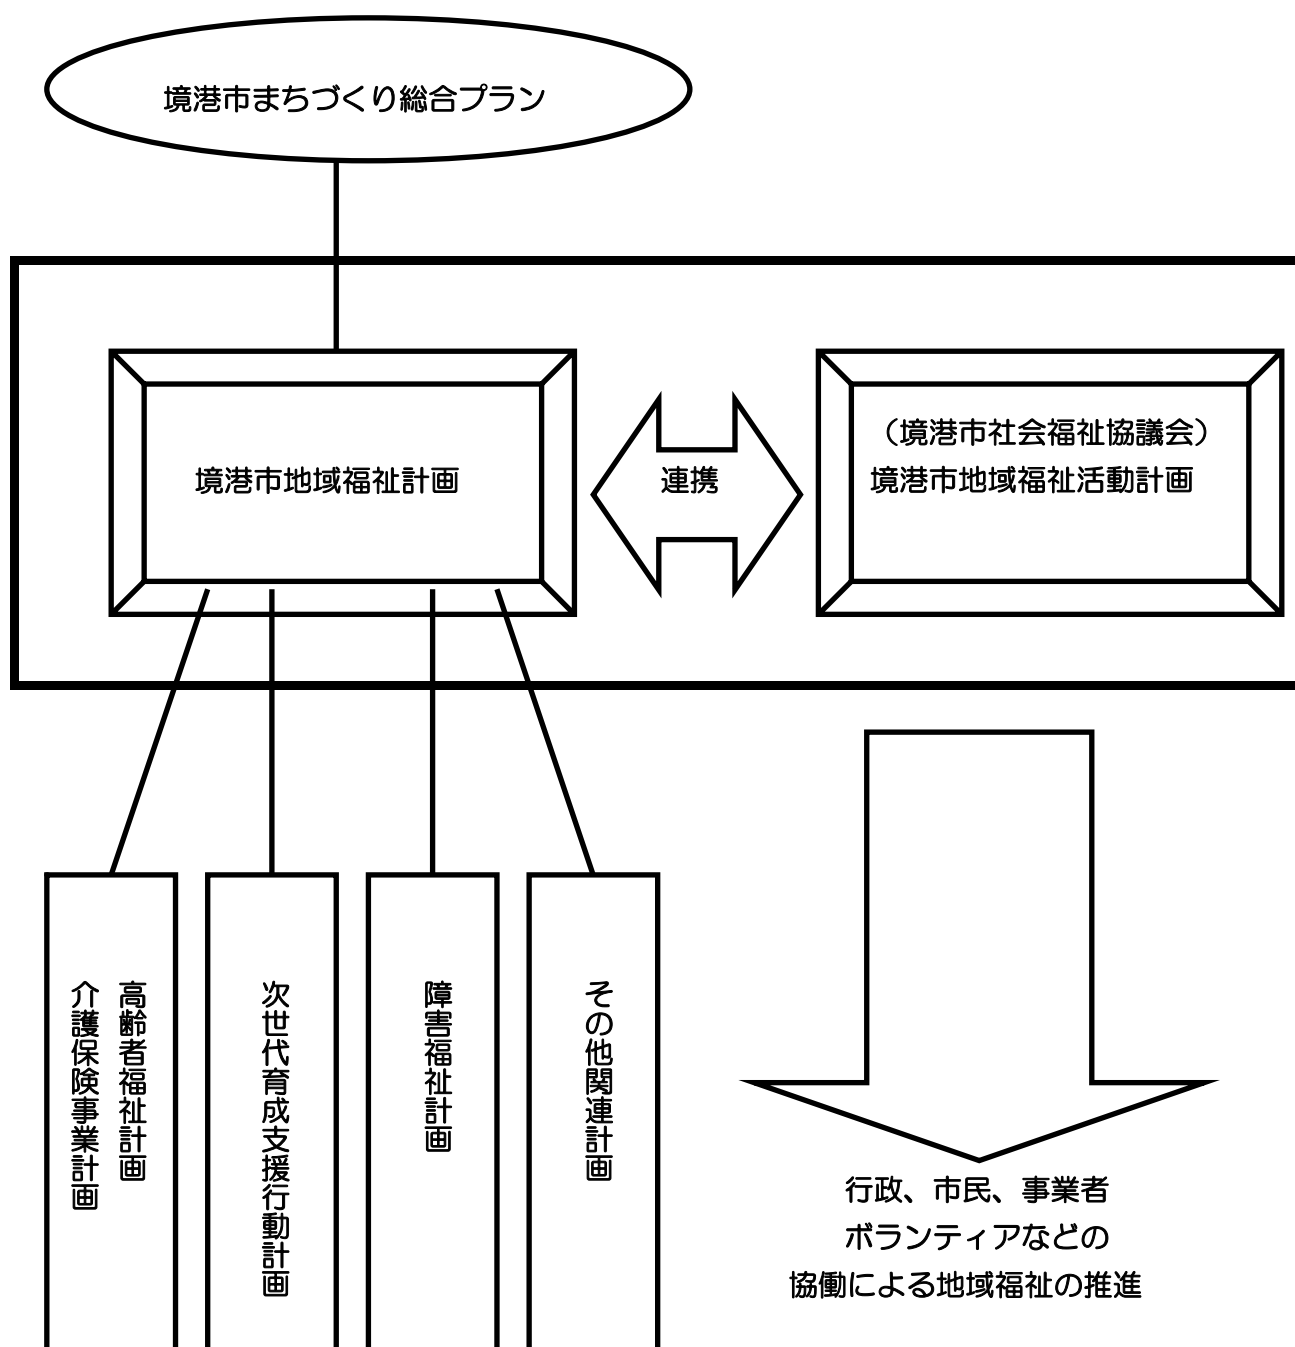 境港市まちづくり総合プラン
境港市地域福祉計画
連携
（境港市社会福祉協議会）
境港市地域福祉活動計画
高齢者福祉計画
介護保険事業計画
次世代育成支援行動計画
障害福祉計画
その他関連計画
行政、市民、事業者
ボランティアなどの
協働による地域福祉の推進